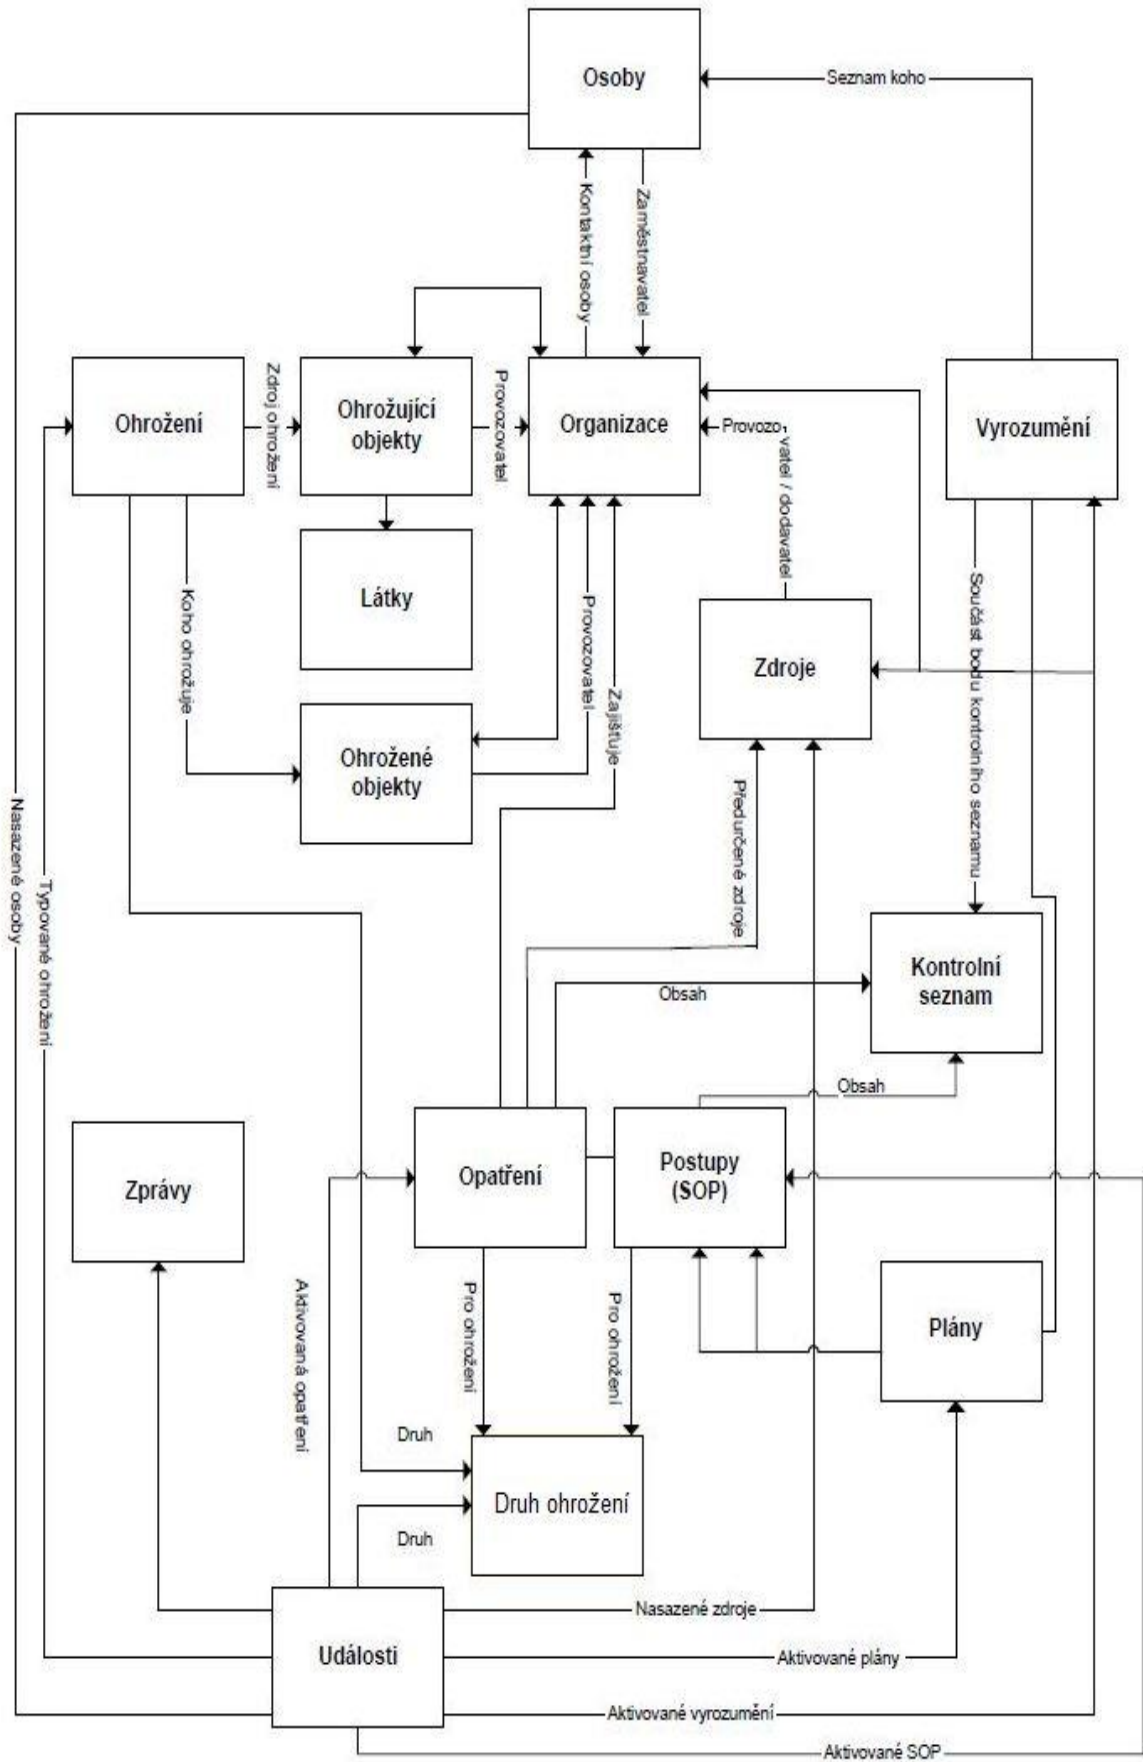 Osoby
Seznam koho
Kontaktní osoby
Zaměstnavatel
Ohrožení
Zdroj ohrožení
Ohrožující
objekty
Provozovatel
Organizace
Provozo
vatel / dodavatel
Vyrozumění
Látky
Koho ohrožuje
Provozovatel
Zajišťuje
Zdroje
Součást bodu kontrolního seznamu
Ohrožené
objekty
Předurčené zdroje
Nasazené osoby
Typované ohrožení
Kontrolní
seznam
Obsah
Obsah
Zprávy
Opatření
Postupy
(SOP)
Aktivovaná opatření
Pro ohrožení
Pro ohrožení
Plány
Druh
Druh ohrožení
Druh
Nasazené zdroje
Události
Aktivované plány
Aktivované vyrozumění
Aktivované SOP